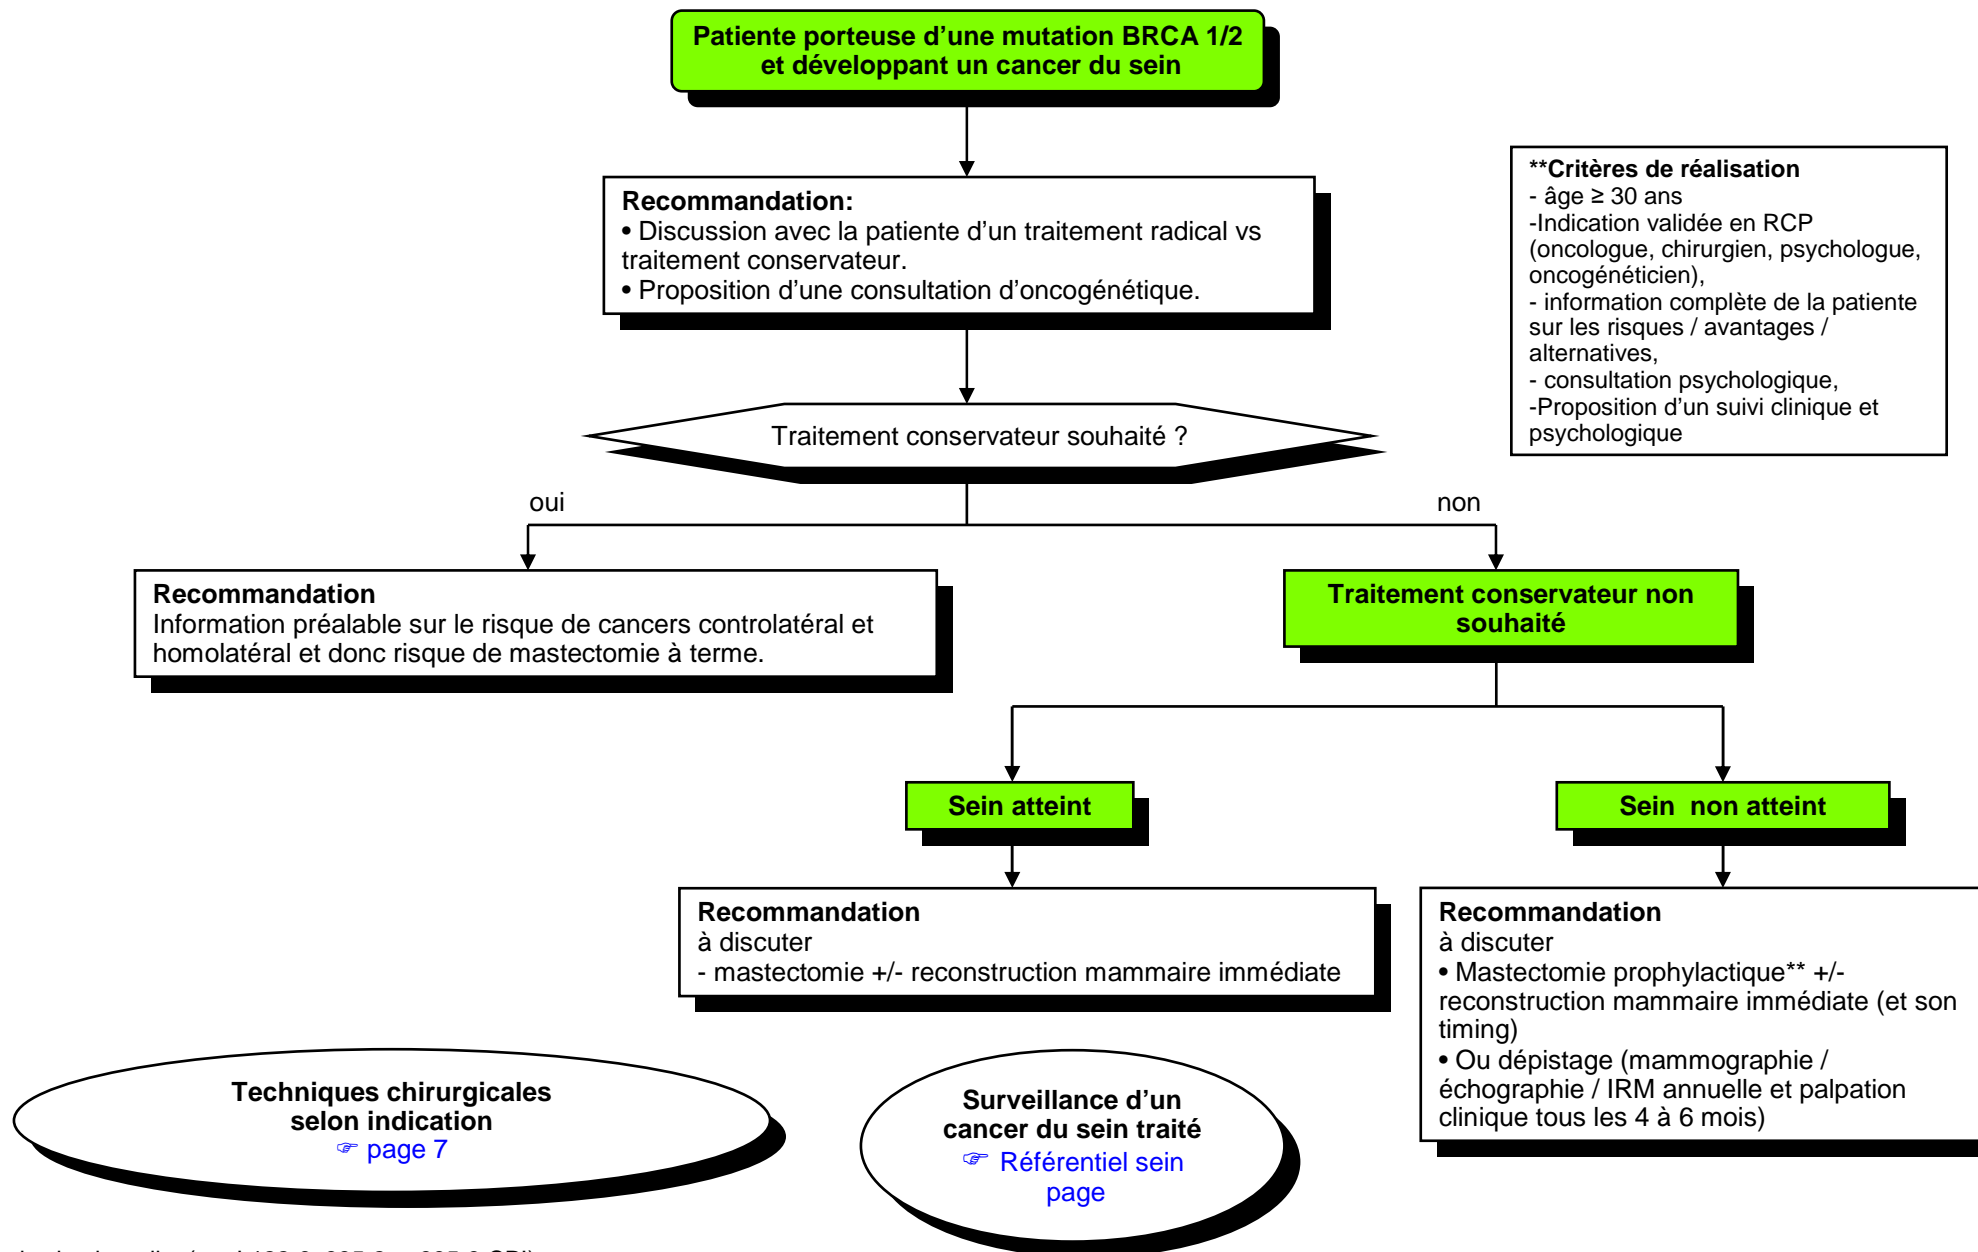 Patiente porteuse d’une mutation BRCA 1/2
et développant un cancer du sein
Recommandation:
• Discussion avec la patiente d’un traitement radical vs
traitement conservateur.
• Proposition d’une consultation d’oncogénétique.
**Critères de réalisation
- âge ≥ 30 ans
-Indication validée en RCP
(oncologue, chirurgien, psychologue,
oncogénéticien),
- information complète de la patiente
sur les risques / avantages /
alternatives,
- consultation psychologique,
-Proposition d’un suivi clinique et
psychologique
Traitement conservateur souhaité ?
oui
non
Recommandation
Information préalable sur le risque de cancers controlatéral et
homolatéral et donc risque de mastectomie à terme.
Traitement conservateur non
souhaité
Sein atteint
Sein non atteint
Recommandation
à discuter
- mastectomie +/- reconstruction mammaire immédiate
Recommandation
à discuter
• Mastectomie prophylactique** +/-
reconstruction mammaire immédiate (et son
timing)
• Ou dépistage (mammographie /
échographie / IRM annuelle et palpation
clinique tous les 4 à 6 mois)
Techniques chirurgicales
selon indication
☞ page 7
Surveillance d’un
cancer du sein traité
☞ Référentiel sein
page